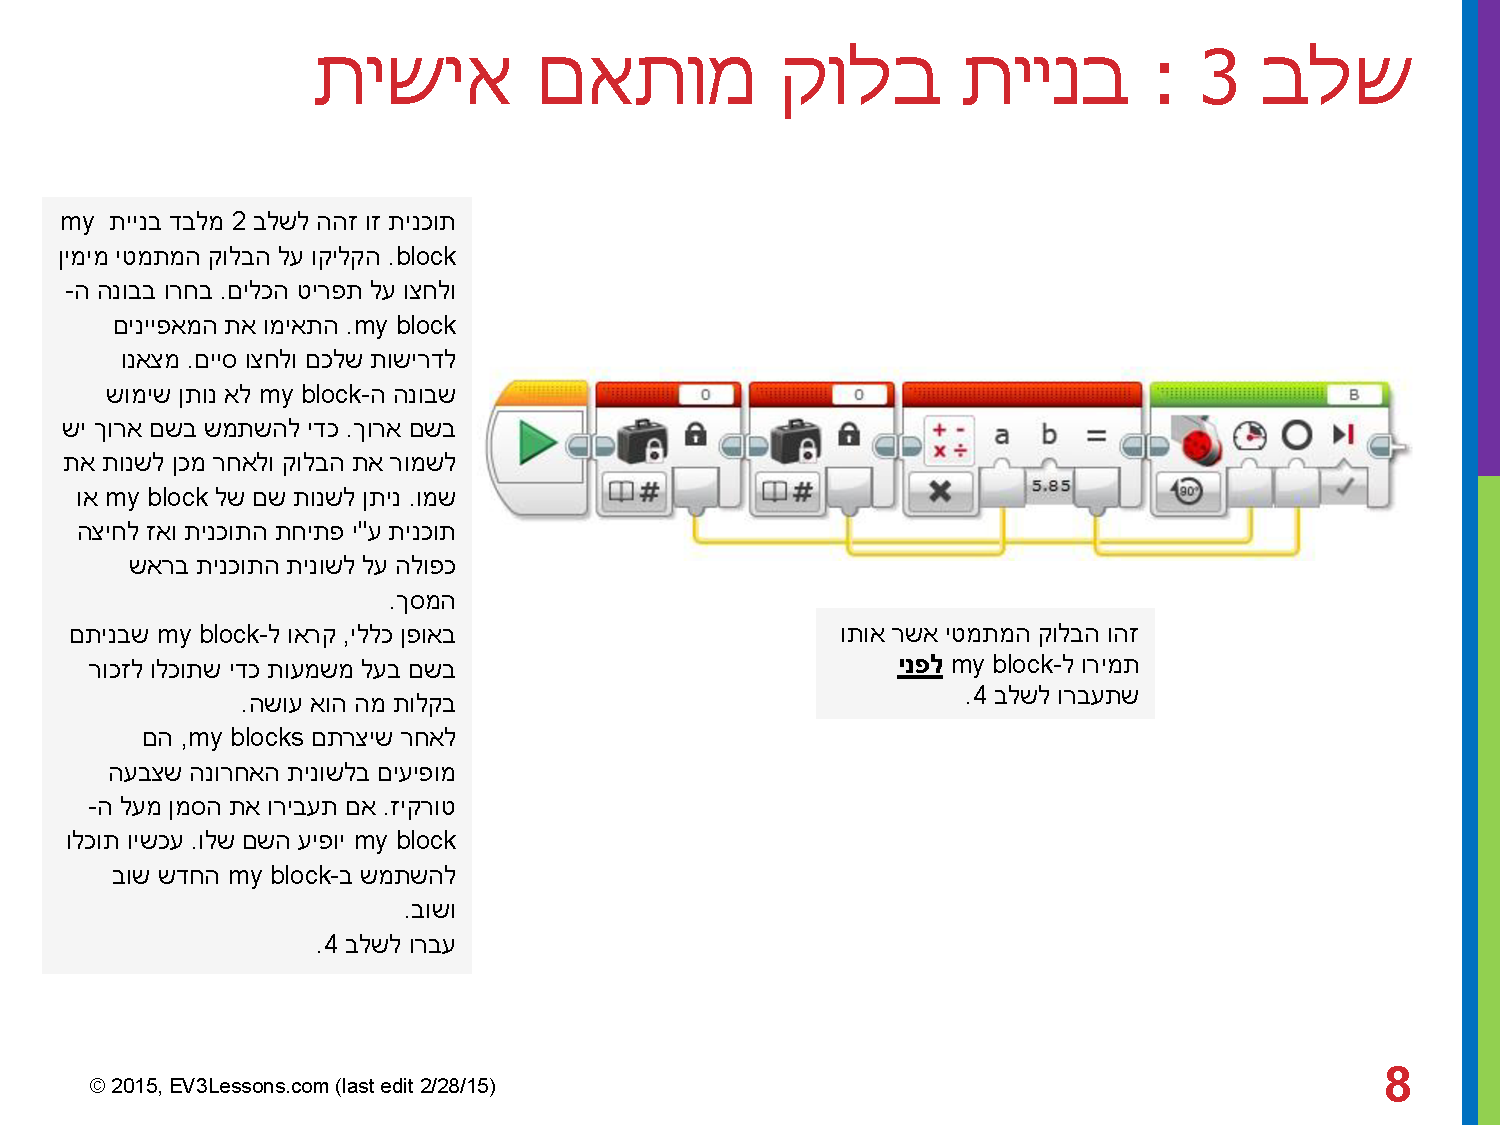 שלב 3 : בניית בלוק מותאם אישית
תוכנית זו זהה לשלב 2 מלבד בניית my
block. הקליקו על הבלוק המתמטי מימין
ולחצו על תפריט הכלים. בחרו בבונה ה-
my block. התאימו את המאפיינים
לדרישות שלכם ולחצו סיים. מצאנו
שבונה ה-my block לא נותן שימוש
בשם ארוך. כדי להשתמש בשם ארוך יש
לשמור את הבלוק ולאחר מכן לשנות את
שמו. ניתן לשנות שם של my block או
תוכנית ע"י פתיחת התוכנית ואז לחיצה
כפולה על לשונית התוכנית בראש
המסך.
באופן כללי, קראו ל-my block שבניתם
בשם בעל משמעות כדי שתוכלו לזכור
בקלות מה הוא עושה.
לאחר שיצרתם my blocks, הם
מופיעים בלשונית האחרונה שצבעה
טורקיז. אם תעבירו את הסמן מעל ה-
my block יופיע השם שלו. עכשיו תוכלו
להשתמש ב-my block החדש שוב
ושוב.
עברו לשלב 4.
0 0 B
+ - × ÷ a b =
# # 5.85 90°
זהו הבלוק המתמטי אשר אותו
תמירו ל-my block לפני
שתעברו לשלב 4.
© 2015, EV3Lessons.com (last edit 2/28/15)
8